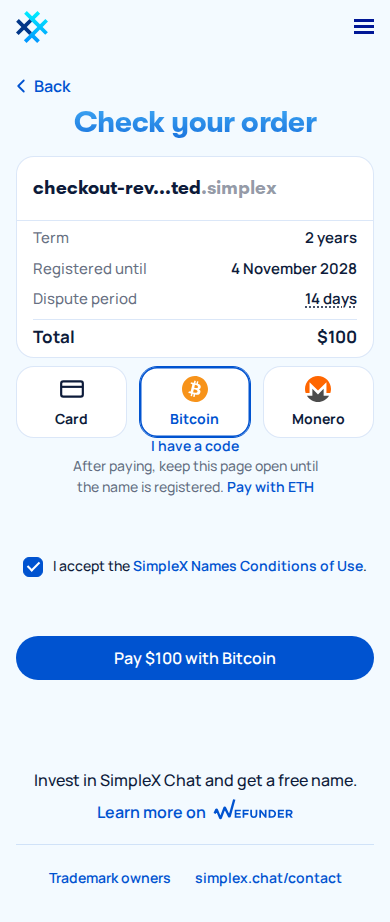 Back
Check your order
checkout-rev...ted.simplex
Term 2 years
Registered until 4 November 2028
Dispute period 14 days
Total $100
Card Bitcoin Monero
I have a code
After paying, keep this page open until
the name is registered. Pay with ETH
I accept the SimpleX Names Conditions of Use.
Pay $100 with Bitcoin
Invest in SimpleX Chat and get a free name.
Learn more on WEFUNDER
Trademark owners simplex.chat/contact